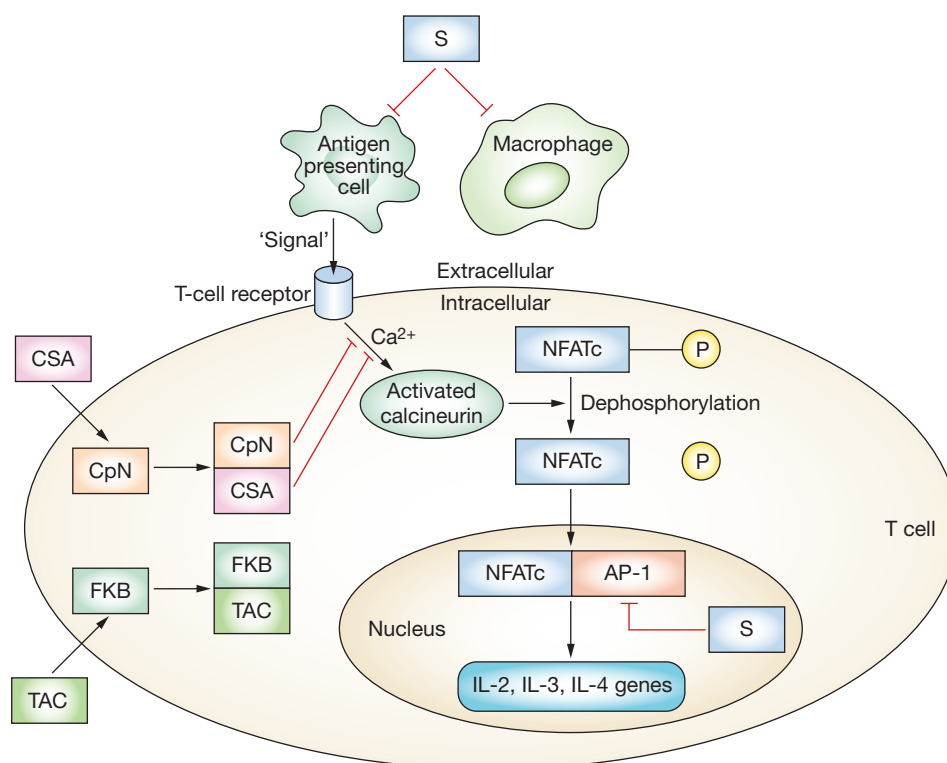 S
Antigen
presenting
cell
Macrophage
‘Signal’
T-cell receptor
Extracellular
Intracellular
Ca²⁺
CSA
NFATc
P
Activated
calcineurin
Dephosphorylation
CpN
CpN
CSA
NFATc
P
T cell
FKB
FKB
TAC
NFATc
AP-1
Nucleus
S
TAC
IL-2, IL-3, IL-4 genes